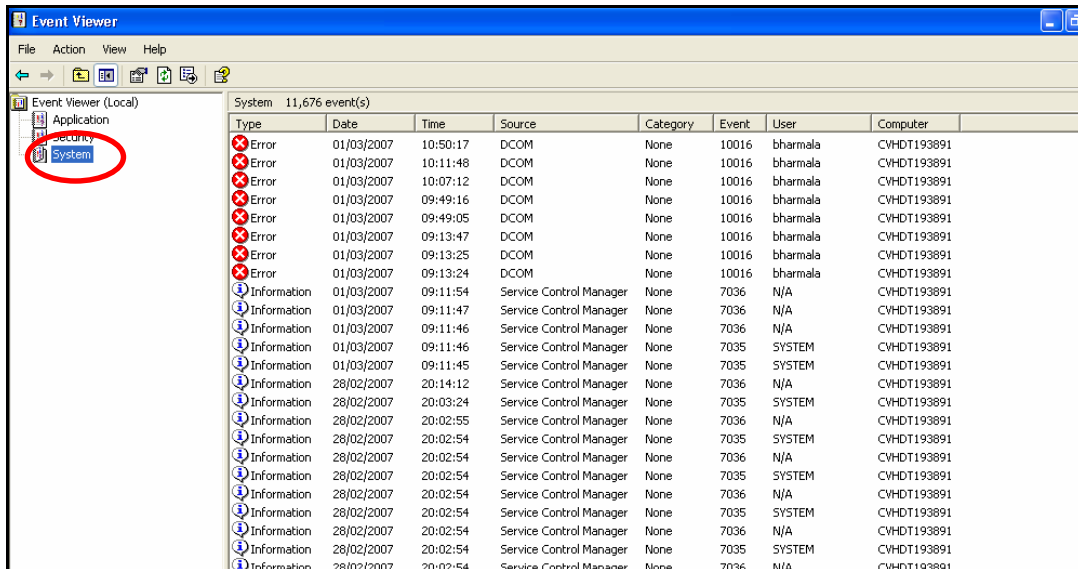 Event Viewer
File Action View Help
Event Viewer (Local)
Application
Security
System
System 11,676 event(s)
Type Date Time Source Category Event User Computer
Error 01/03/2007 10:50:17 DCOM None 10016 bharmala CVHDT193891
Error 01/03/2007 10:11:48 DCOM None 10016 bharmala CVHDT193891
Error 01/03/2007 10:07:12 DCOM None 10016 bharmala CVHDT193891
Error 01/03/2007 09:49:16 DCOM None 10016 bharmala CVHDT193891
Error 01/03/2007 09:49:05 DCOM None 10016 bharmala CVHDT193891
Error 01/03/2007 09:13:47 DCOM None 10016 bharmala CVHDT193891
Error 01/03/2007 09:13:25 DCOM None 10016 bharmala CVHDT193891
Error 01/03/2007 09:13:24 DCOM None 10016 bharmala CVHDT193891
Information 01/03/2007 09:11:54 Service Control Manager None 7036 N/A CVHDT193891
Information 01/03/2007 09:11:47 Service Control Manager None 7036 N/A CVHDT193891
Information 01/03/2007 09:11:46 Service Control Manager None 7036 N/A CVHDT193891
Information 01/03/2007 09:11:46 Service Control Manager None 7035 SYSTEM CVHDT193891
Information 01/03/2007 09:11:45 Service Control Manager None 7035 SYSTEM CVHDT193891
Information 28/02/2007 20:14:12 Service Control Manager None 7036 N/A CVHDT193891
Information 28/02/2007 20:03:24 Service Control Manager None 7035 SYSTEM CVHDT193891
Information 28/02/2007 20:02:55 Service Control Manager None 7036 N/A CVHDT193891
Information 28/02/2007 20:02:54 Service Control Manager None 7035 SYSTEM CVHDT193891
Information 28/02/2007 20:02:54 Service Control Manager None 7036 N/A CVHDT193891
Information 28/02/2007 20:02:54 Service Control Manager None 7035 SYSTEM CVHDT193891
Information 28/02/2007 20:02:54 Service Control Manager None 7036 N/A CVHDT193891
Information 28/02/2007 20:02:54 Service Control Manager None 7035 SYSTEM CVHDT193891
Information 28/02/2007 20:02:54 Service Control Manager None 7036 N/A CVHDT193891
Information 28/02/2007 20:02:54 Service Control Manager None 7035 SYSTEM CVHDT193891
Information 28/02/2007 20:02:54 Service Control Manager None 7036 N/A CVHDT193891